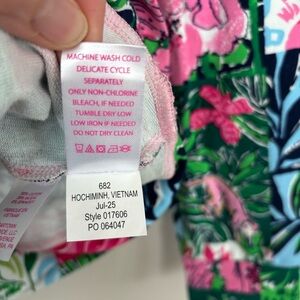 MACHINE WASH COLD
DELICATE CYCLE
SEPARATELY
ONLY NON-CHLORINE
BLEACH, IF NEEDED
TUMBLE DRY LOW
LOW IRON IF NEEDED
DO NOT DRY CLEAN
682
HOCHIMINH, VIETNAM
Jul-25
Style 017606
PO 064047